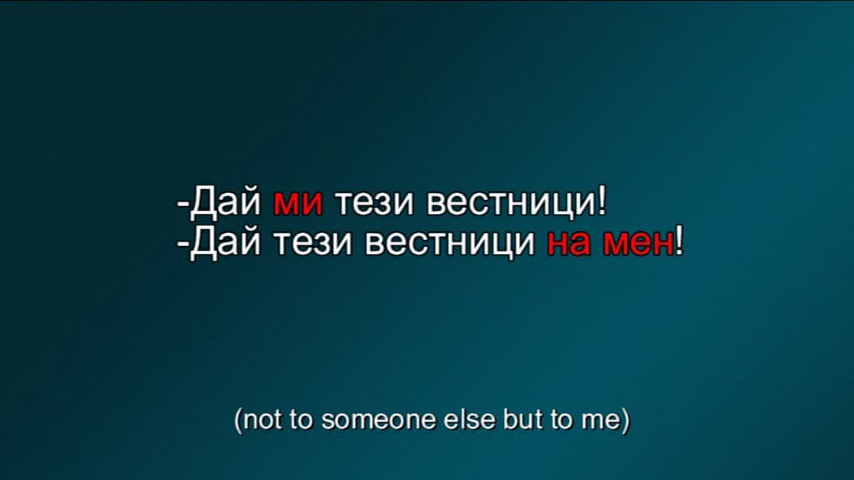 -Дай ми тези вестници!
-Дай тези вестници на мен!
(not to someone else but to me)